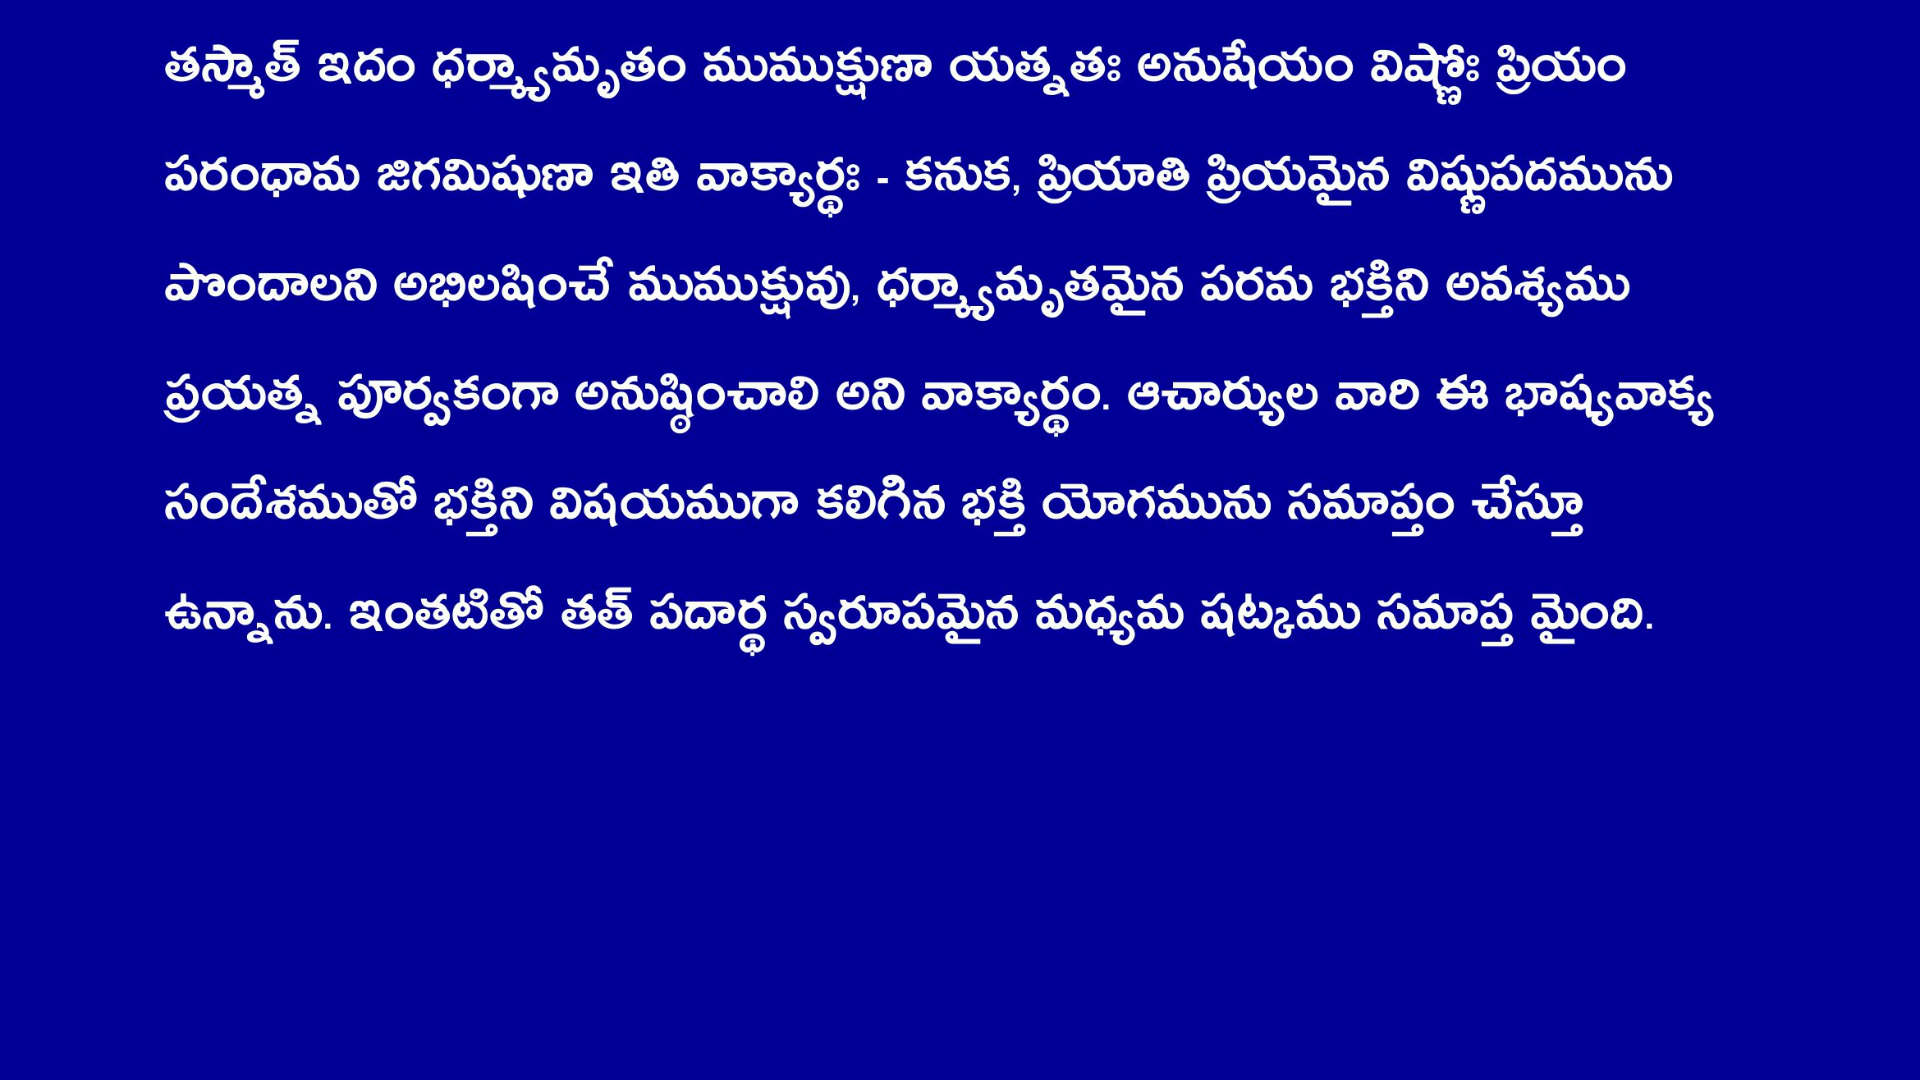 తస్మాత్ ఇదం ధర్మ్యామృతం ముముక్షుణా యత్నతః అనుషేయం విష్ణోః ప్రియం
పరంధామ జిగమిషుణా ఇతి వాక్యార్థః - కనుక, ప్రియాతి ప్రియమైన విష్ణుపదమును
పొందాలని అభిలషించే ముముక్షువు, ధర్మ్యామృతమైన పరమ భక్తిని అవశ్యము
ప్రయత్న పూర్వకంగా అనుష్ఠించాలి అని వాక్యార్థం. ఆచార్యుల వారి ఈ భాష్యవాక్య
సందేశముతో భక్తిని విషయముగా కలిగిన భక్తి యోగమును సమాప్తం చేస్తూ
ఉన్నాను. ఇంతటితో తత్ పదార్థ స్వరూపమైన మధ్యమ షట్కము సమాప్త మైంది.